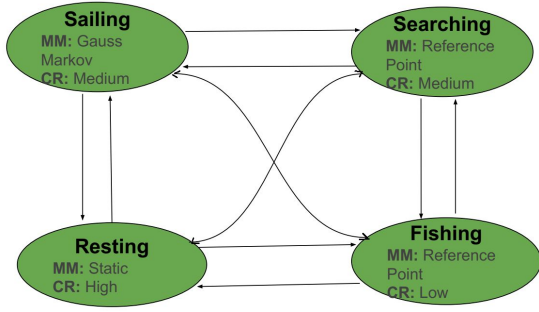 Sailing
MM: Gauss
Markov
CR: Medium
Searching
MM: Reference
Point
CR: Medium
Resting
MM: Static
CR: High
Fishing
MM: Reference
Point
CR: Low